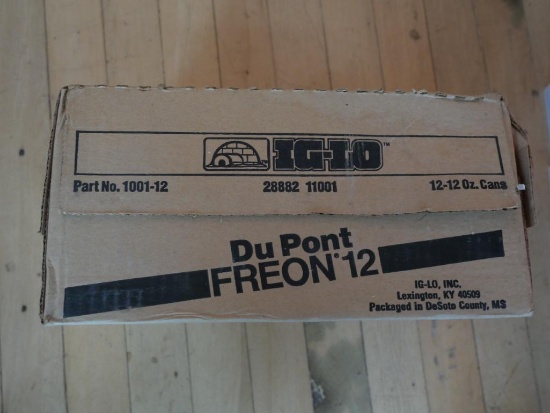 IG-LO™
Part No. 1001-12 28882 11001 12-12 Oz. Cans
Du Pont
FREON® 12
IG-LO, INC.
Lexington, KY 40509
Packaged in DeSoto County, MS